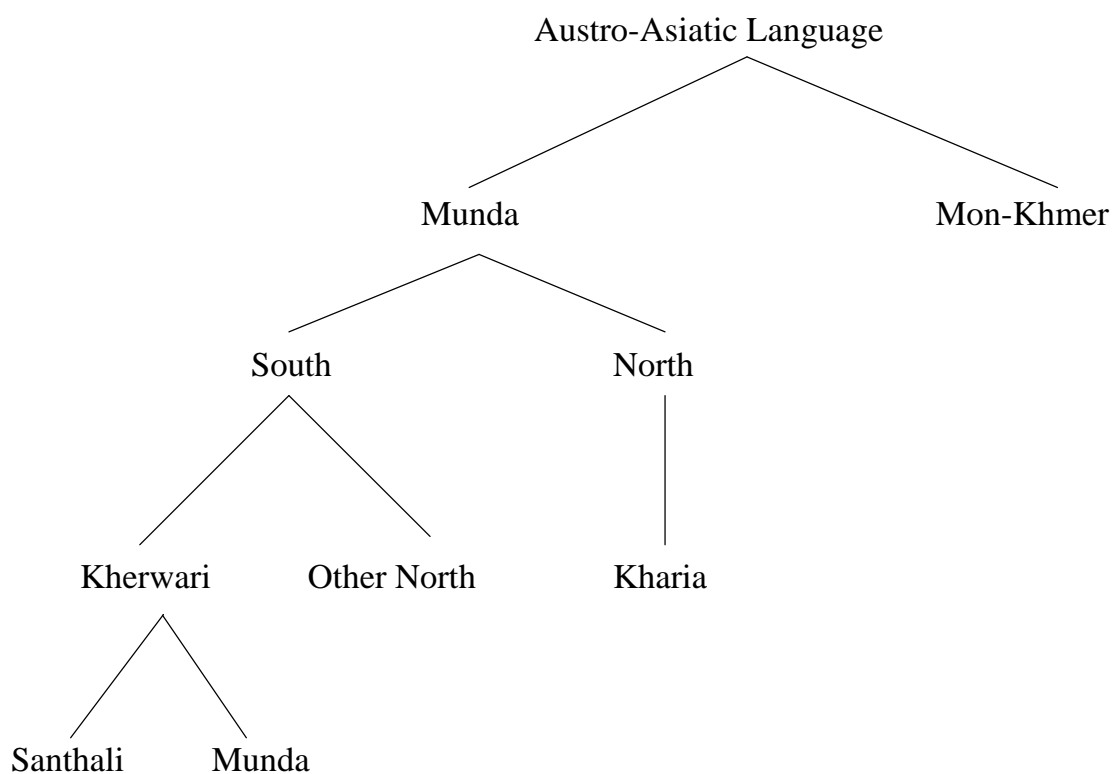 Austro-Asiatic Language
Munda
Mon-Khmer
South
North
Kherwari
Other North
Kharia
Santhali
Munda